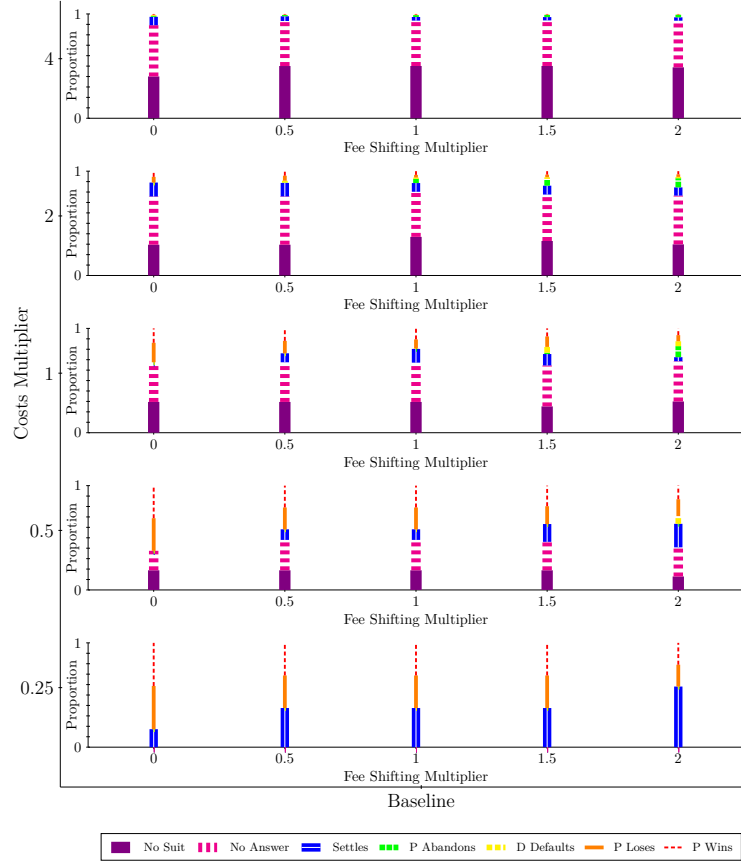 1
Proportion
4
0
0 0.5 1 1.5 2
Fee Shifting Multiplier
1
Proportion
2
0
0 0.5 1 1.5 2
Fee Shifting Multiplier
1
Proportion
1
0
0 0.5 1 1.5 2
Fee Shifting Multiplier
Costs Multiplier
1
Proportion
0.5
0
0 0.5 1 1.5 2
Fee Shifting Multiplier
1
Proportion
0.25
0
0 0.5 1 1.5 2
Fee Shifting Multiplier
Baseline
No Suit No Answer Settles P Abandons D Defaults P Loses P Wins